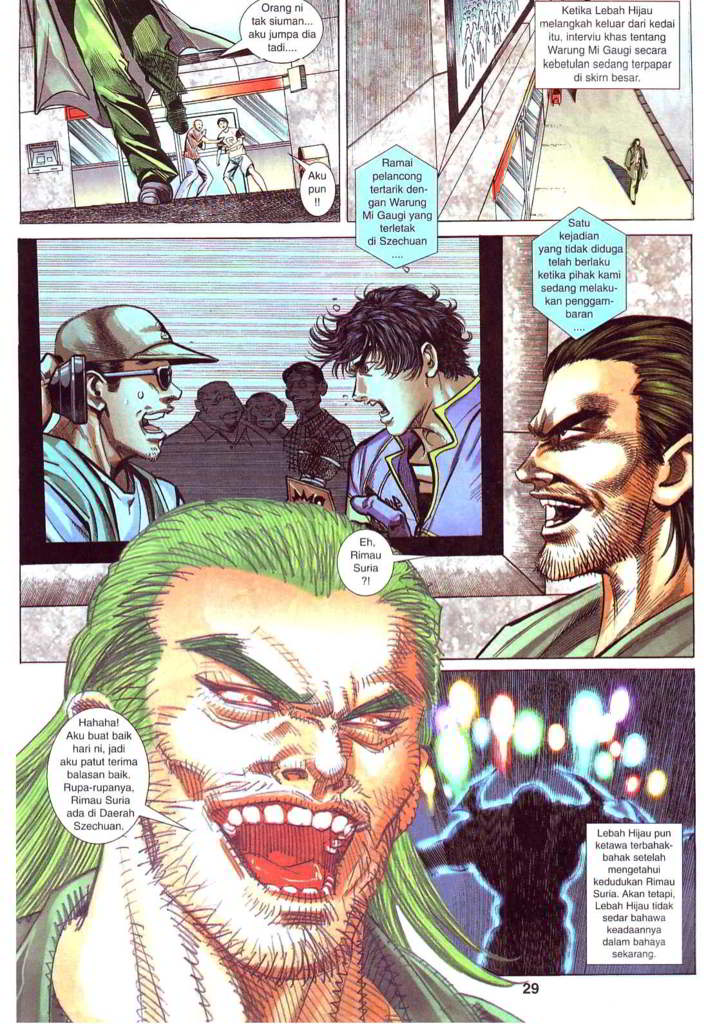 Orang ni
tak siuman...
aku jumpa dia
tadi....
Aku
pun
!!
Ketika Lebah Hijau
melangkah keluar dari kedai
itu, interviu khas tentang
Warung Mi Gaugi secara
kebetulan sedang terpapar
di skirn besar.
Ramai
pelancong
tertarik den-
gan Warung
Mi Gaugi yang
terletak
di Szechuan
....
Satu
kejadian
yang tidak diduga
telah berlaku
ketika pihak kami
sedang melaku-
kan penggam-
baran
....
Eh,
Rimau
Suria
?!
Hahaha!
Aku buat baik
hari ni, jadi
aku patut terima
balasan baik.
Rupa-rupanya,
Rimau Suria
ada di Daerah
Szechuan.
Lebah Hijau pun
ketawa terbahak-
bahak setelah
mengetahui
kedudukan Rimau
Suria. Akan tetapi,
Lebah Hijau tidak
sedar bahawa
keadaannya
dalam bahaya
sekarang.
29